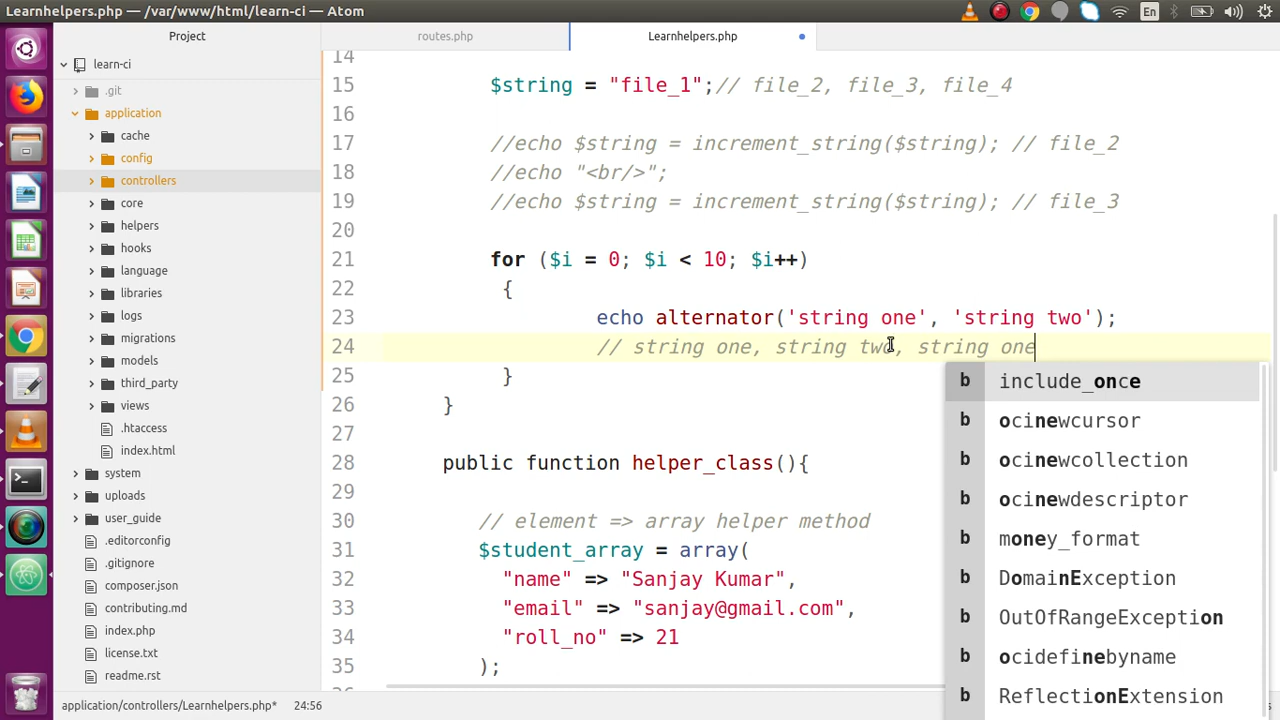 Learnhelpers.php — /var/www/html/learn-ci — Atom
En
Project
routes.php
Learnhelpers.php
learn-ci
.git
application
cache
config
controllers
core
helpers
hooks
language
libraries
logs
migrations
models
third_party
views
.htaccess
index.html
system
uploads
user_guide
.editorconfig
.gitignore
composer.json
contributing.md
index.php
license.txt
readme.rst
14
15 $string = "file_1";// file_2, file_3, file_4
16
17 //echo $string = increment_string($string); // file_2
18 //echo "<br/>";
19 //echo $string = increment_string($string); // file_3
20
21 for ($i = 0; $i < 10; $i++)
22 {
23 echo alternator('string one', 'string two');
24 // string one, string two, string one
25 }
26 }
27
28 public function helper_class(){
29
30 // element => array helper method
31 $student_array = array(
32 "name" => "Sanjay Kumar",
33 "email" => "sanjay@gmail.com",
34 "roll_no" => 21
35 );
b include_once
b ocinewcursor
b ocinewcollection
b ocinewdescriptor
b money_format
b DomainException
b OutOfRangeException
b ocidefinebyname
b ReflectionExtension
application/controllers/Learnhelpers.php* 24:56